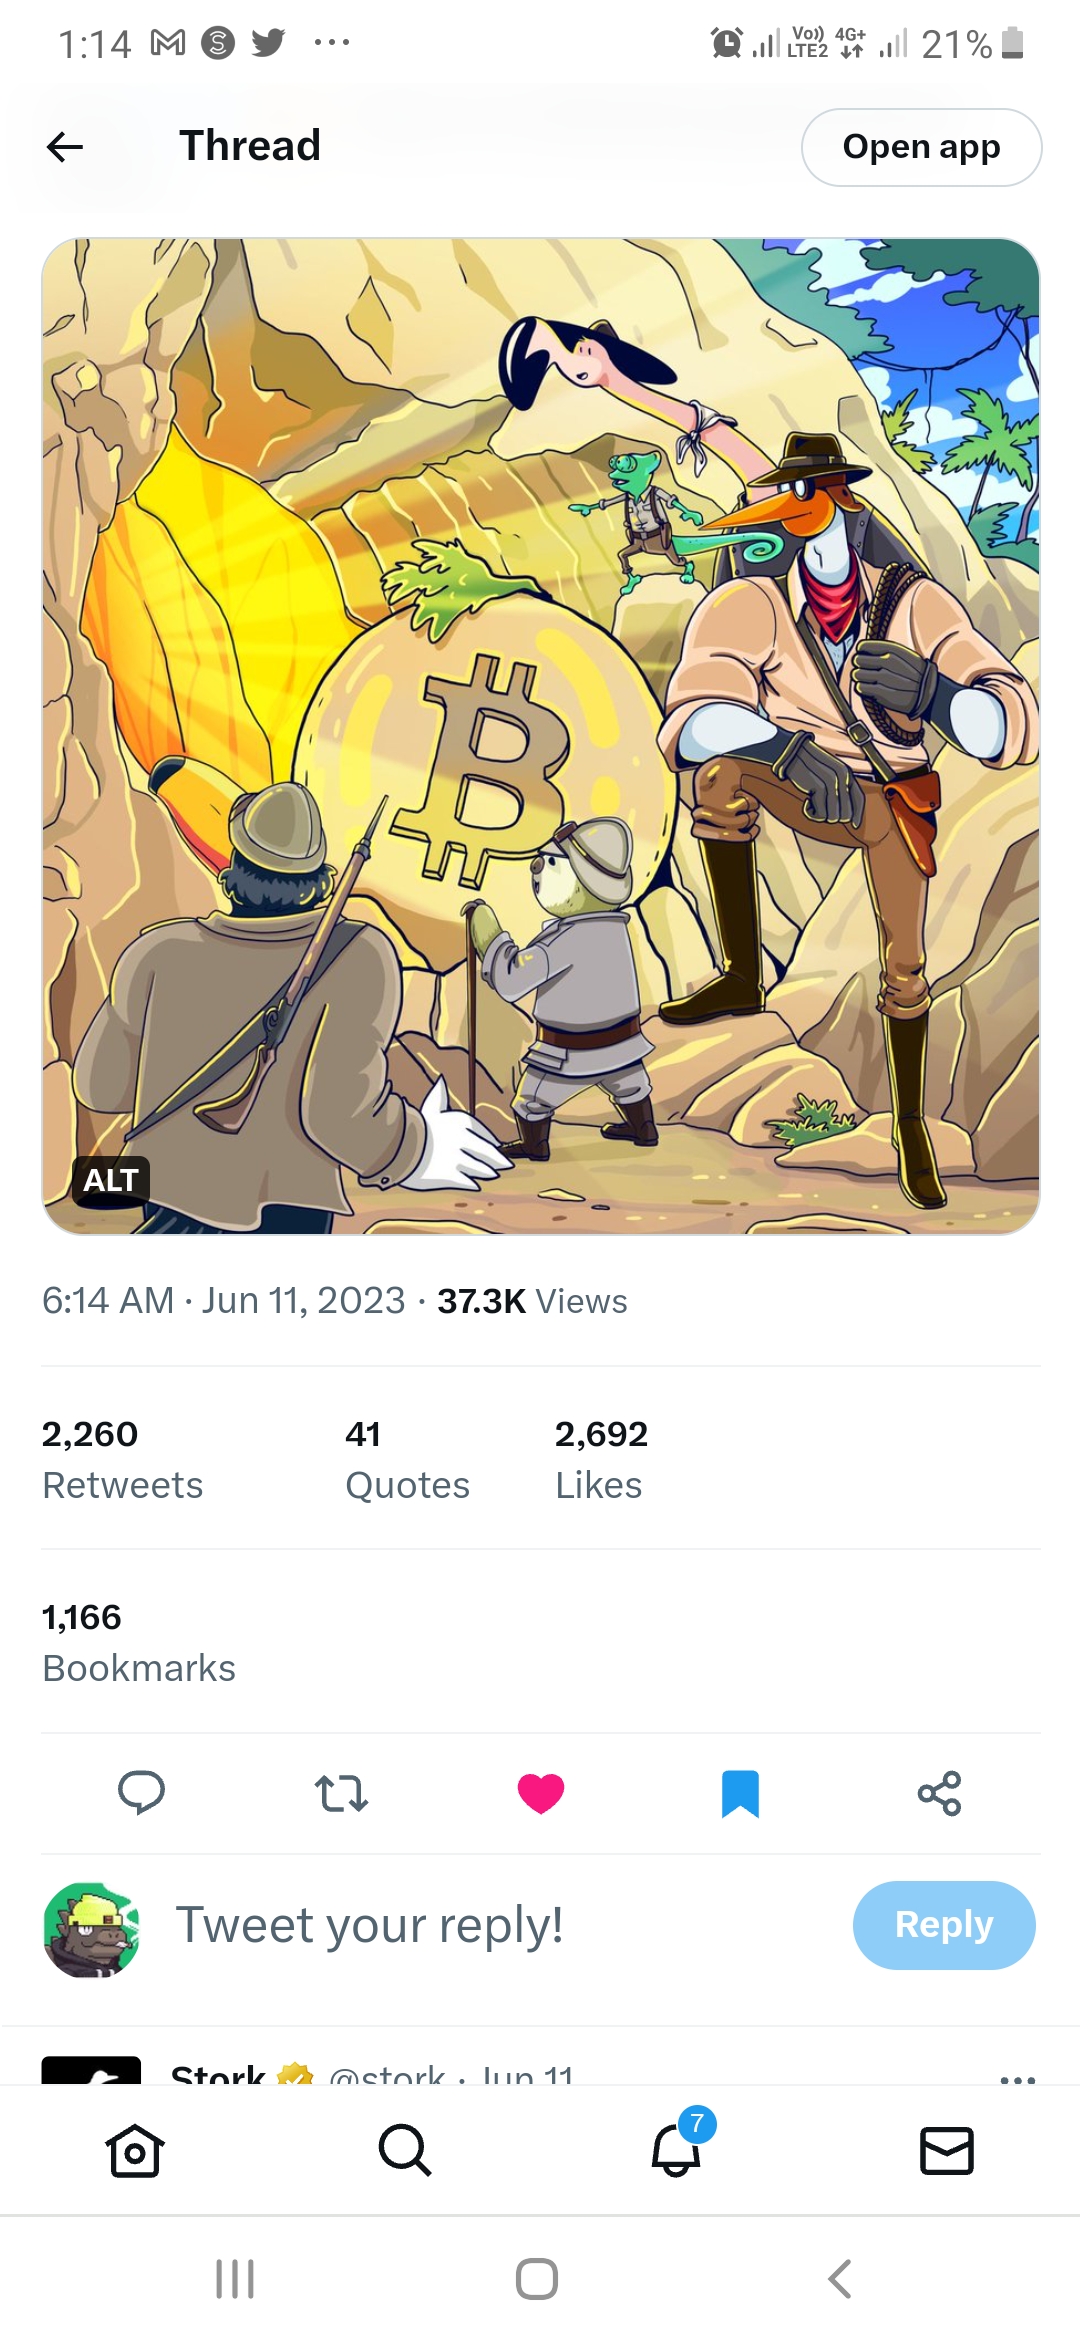 1:14
Vo)) LTE2 4G+ 21%
Thread
Open app
ALT
6:14 AM · Jun 11, 2023 · 37.3K Views
2,260 41 2,692
Retweets Quotes Likes
1,166
Bookmarks
Tweet your reply!
Reply
Stork @stork · Jun 11
7